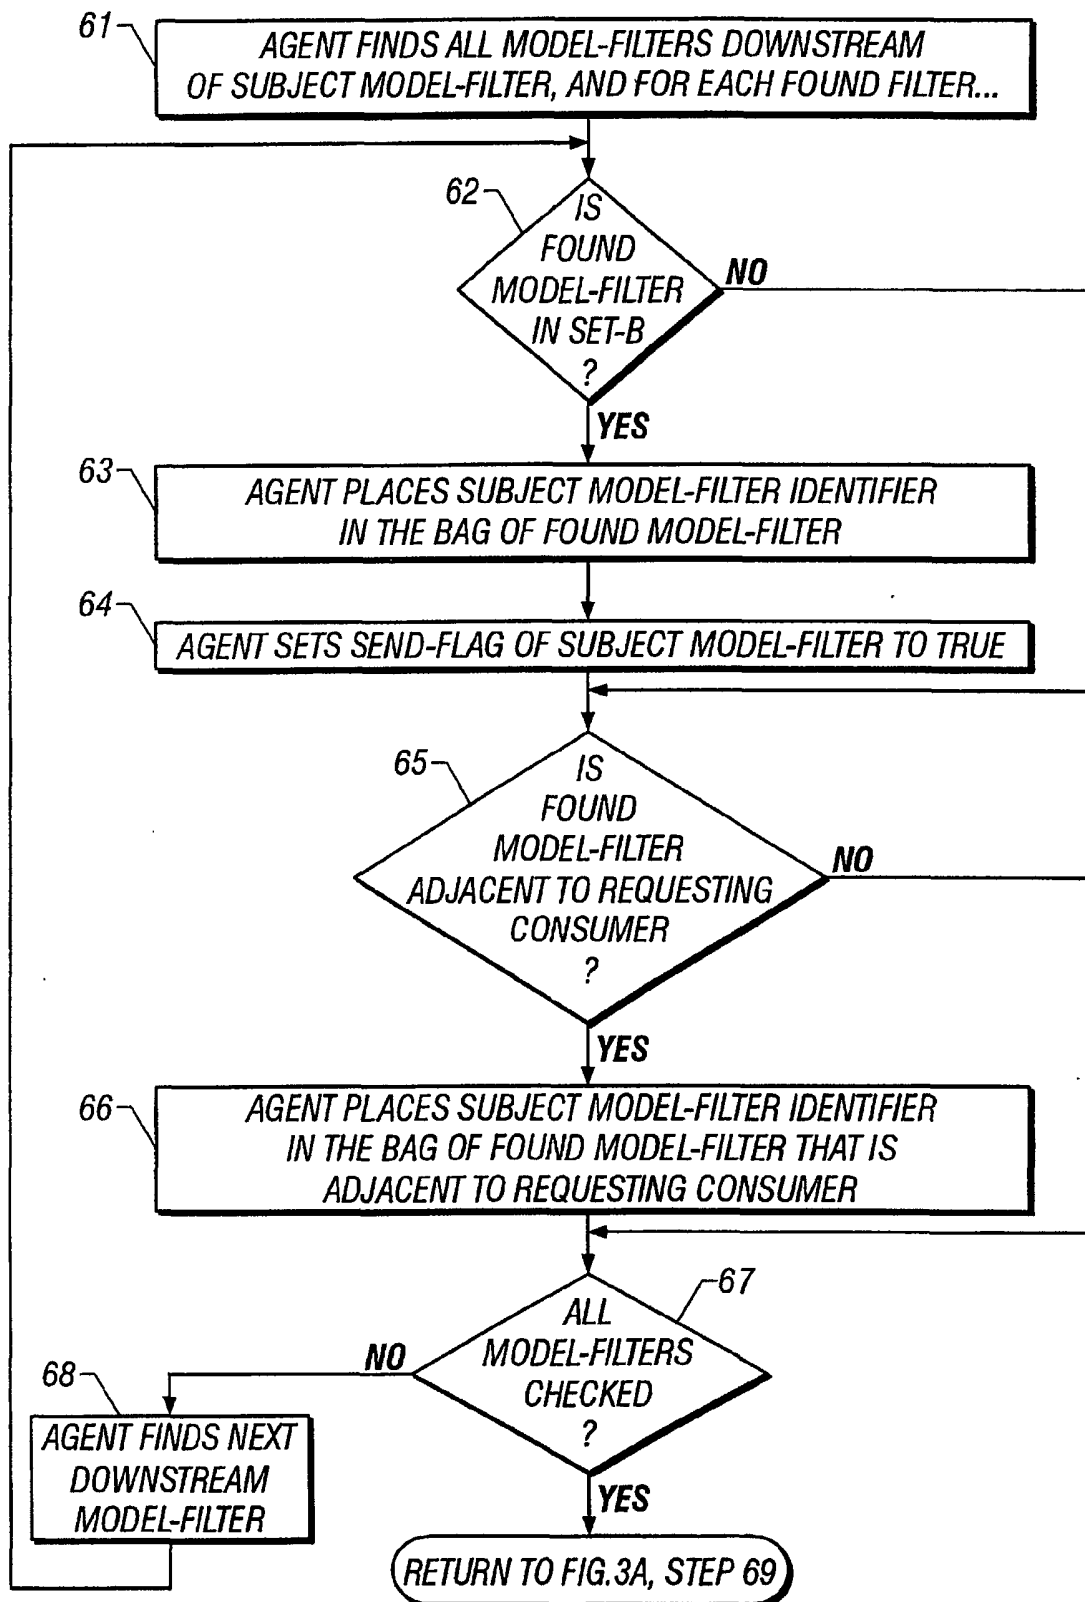 61
AGENT FINDS ALL MODEL-FILTERS DOWNSTREAM
OF SUBJECT MODEL-FILTER, AND FOR EACH FOUND FILTER...
62
IS
FOUND
MODEL-FILTER
IN SET-B
?
NO
YES
63
AGENT PLACES SUBJECT MODEL-FILTER IDENTIFIER
IN THE BAG OF FOUND MODEL-FILTER
64
AGENT SETS SEND-FLAG OF SUBJECT MODEL-FILTER TO TRUE
65
IS
FOUND
MODEL-FILTER
ADJACENT TO REQUESTING
CONSUMER
?
NO
YES
66
AGENT PLACES SUBJECT MODEL-FILTER IDENTIFIER
IN THE BAG OF FOUND MODEL-FILTER THAT IS
ADJACENT TO REQUESTING CONSUMER
67
ALL
MODEL-FILTERS
CHECKED
?
NO
68
AGENT FINDS NEXT
DOWNSTREAM
MODEL-FILTER
YES
RETURN TO FIG.3A, STEP 69